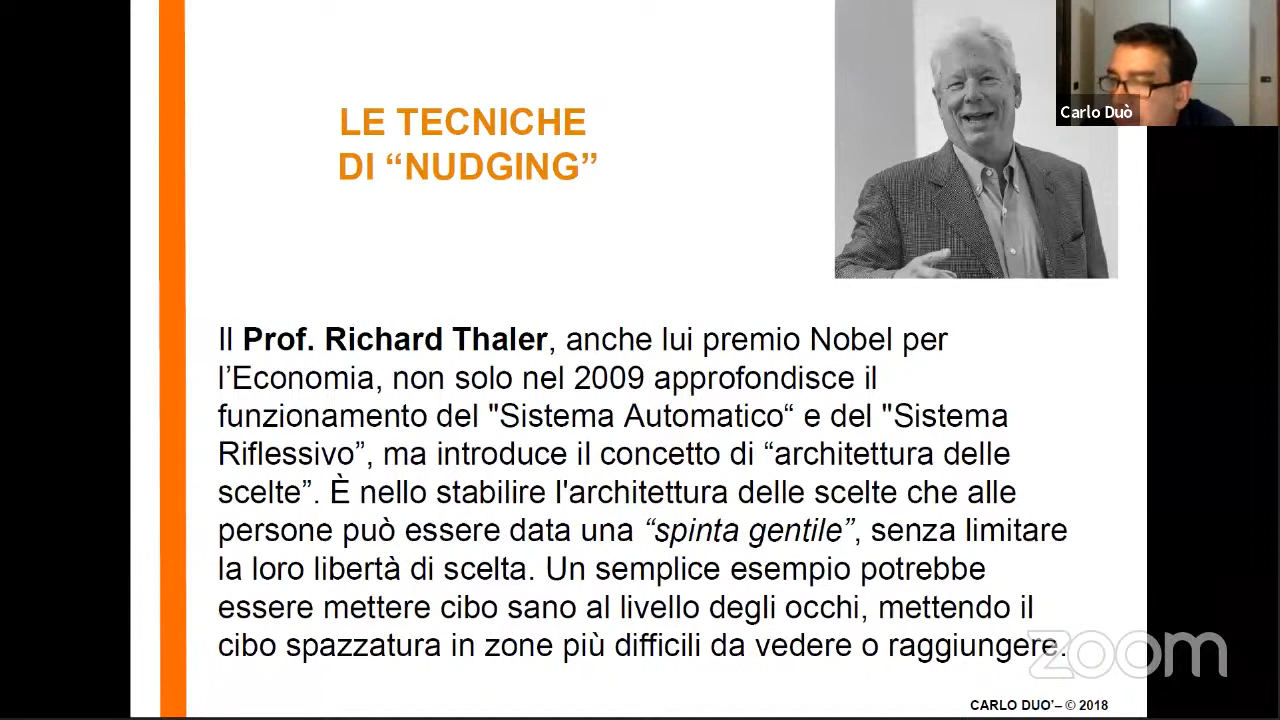 LE TECNICHE
DI “NUDGING”
Carlo Duò
Il Prof. Richard Thaler, anche lui premio Nobel per
l’Economia, non solo nel 2009 approfondisce il
funzionamento del "Sistema Automatico“ e del "Sistema
Riflessivo”, ma introduce il concetto di “architettura delle
scelte”. È nello stabilire l'architettura delle scelte che alle
persone può essere data una “spinta gentile”, senza limitare
la loro libertà di scelta. Un semplice esempio potrebbe
essere mettere cibo sano al livello degli occhi, mettendo il
cibo spazzatura in zone più difficili da vedere o raggiungere.
zoom
CARLO DUO’– © 2018